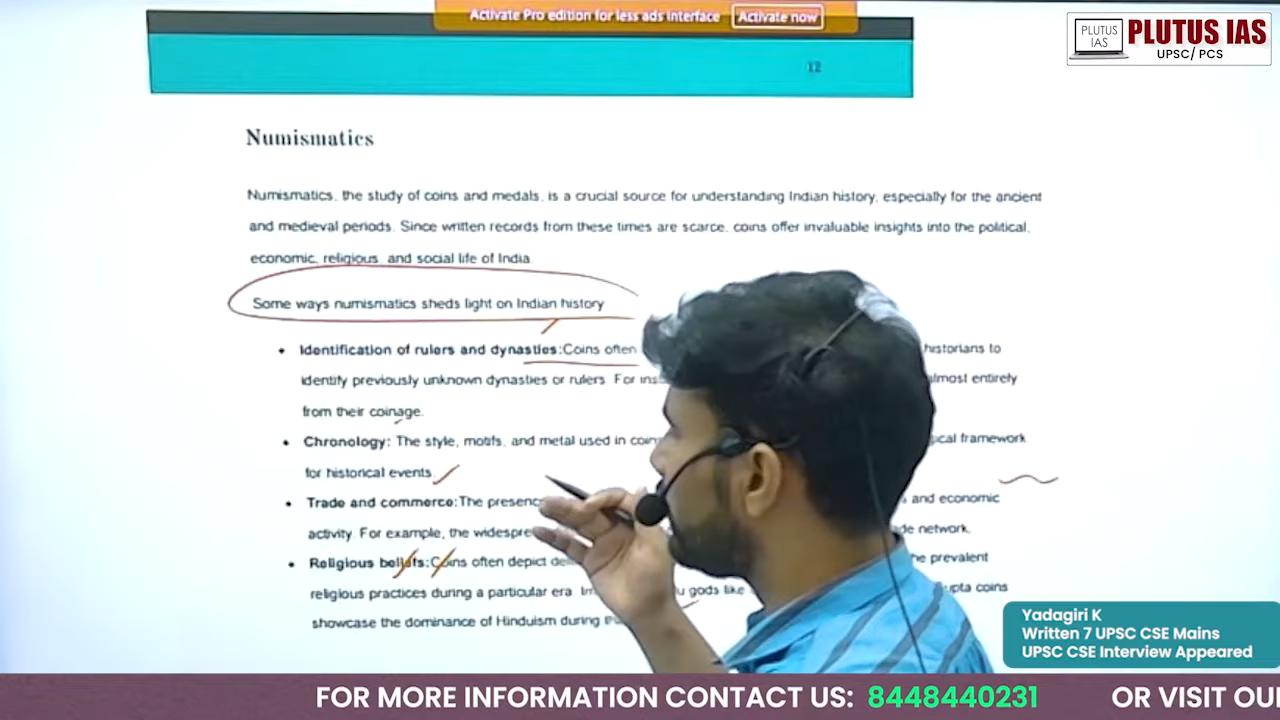 Activate Pro edition for less ads interface Activate now
PLUTUS IAS
PLUTUS IAS
UPSC/ PCS
12
Numismatics
Numismatics, the study of coins and medals, is a crucial source for understanding Indian history, especially for the ancient
and medieval periods. Since written records from these times are scarce, coins offer invaluable insights into the political,
economic, religious, and social life of India.
Some ways numismatics sheds light on Indian history
• Identification of rulers and dynasties:Coins often historians to
identify previously unknown dynasties or rulers. For almost entirely
from their coinage.
• Chronology: The style, motifs, and metal used in framework
for historical events.
• Trade and commerce:The and economic
activity. For example, the network.
• Religious beliefs:Coins often depict prevalent
religious practices during a particular era. gods like coins
showcase the dominance of Hinduism during
Yadagiri K
Written 7 UPSC CSE Mains
UPSC CSE Interview Appeared
FOR MORE INFORMATION CONTACT US: 8448440231 OR VISIT